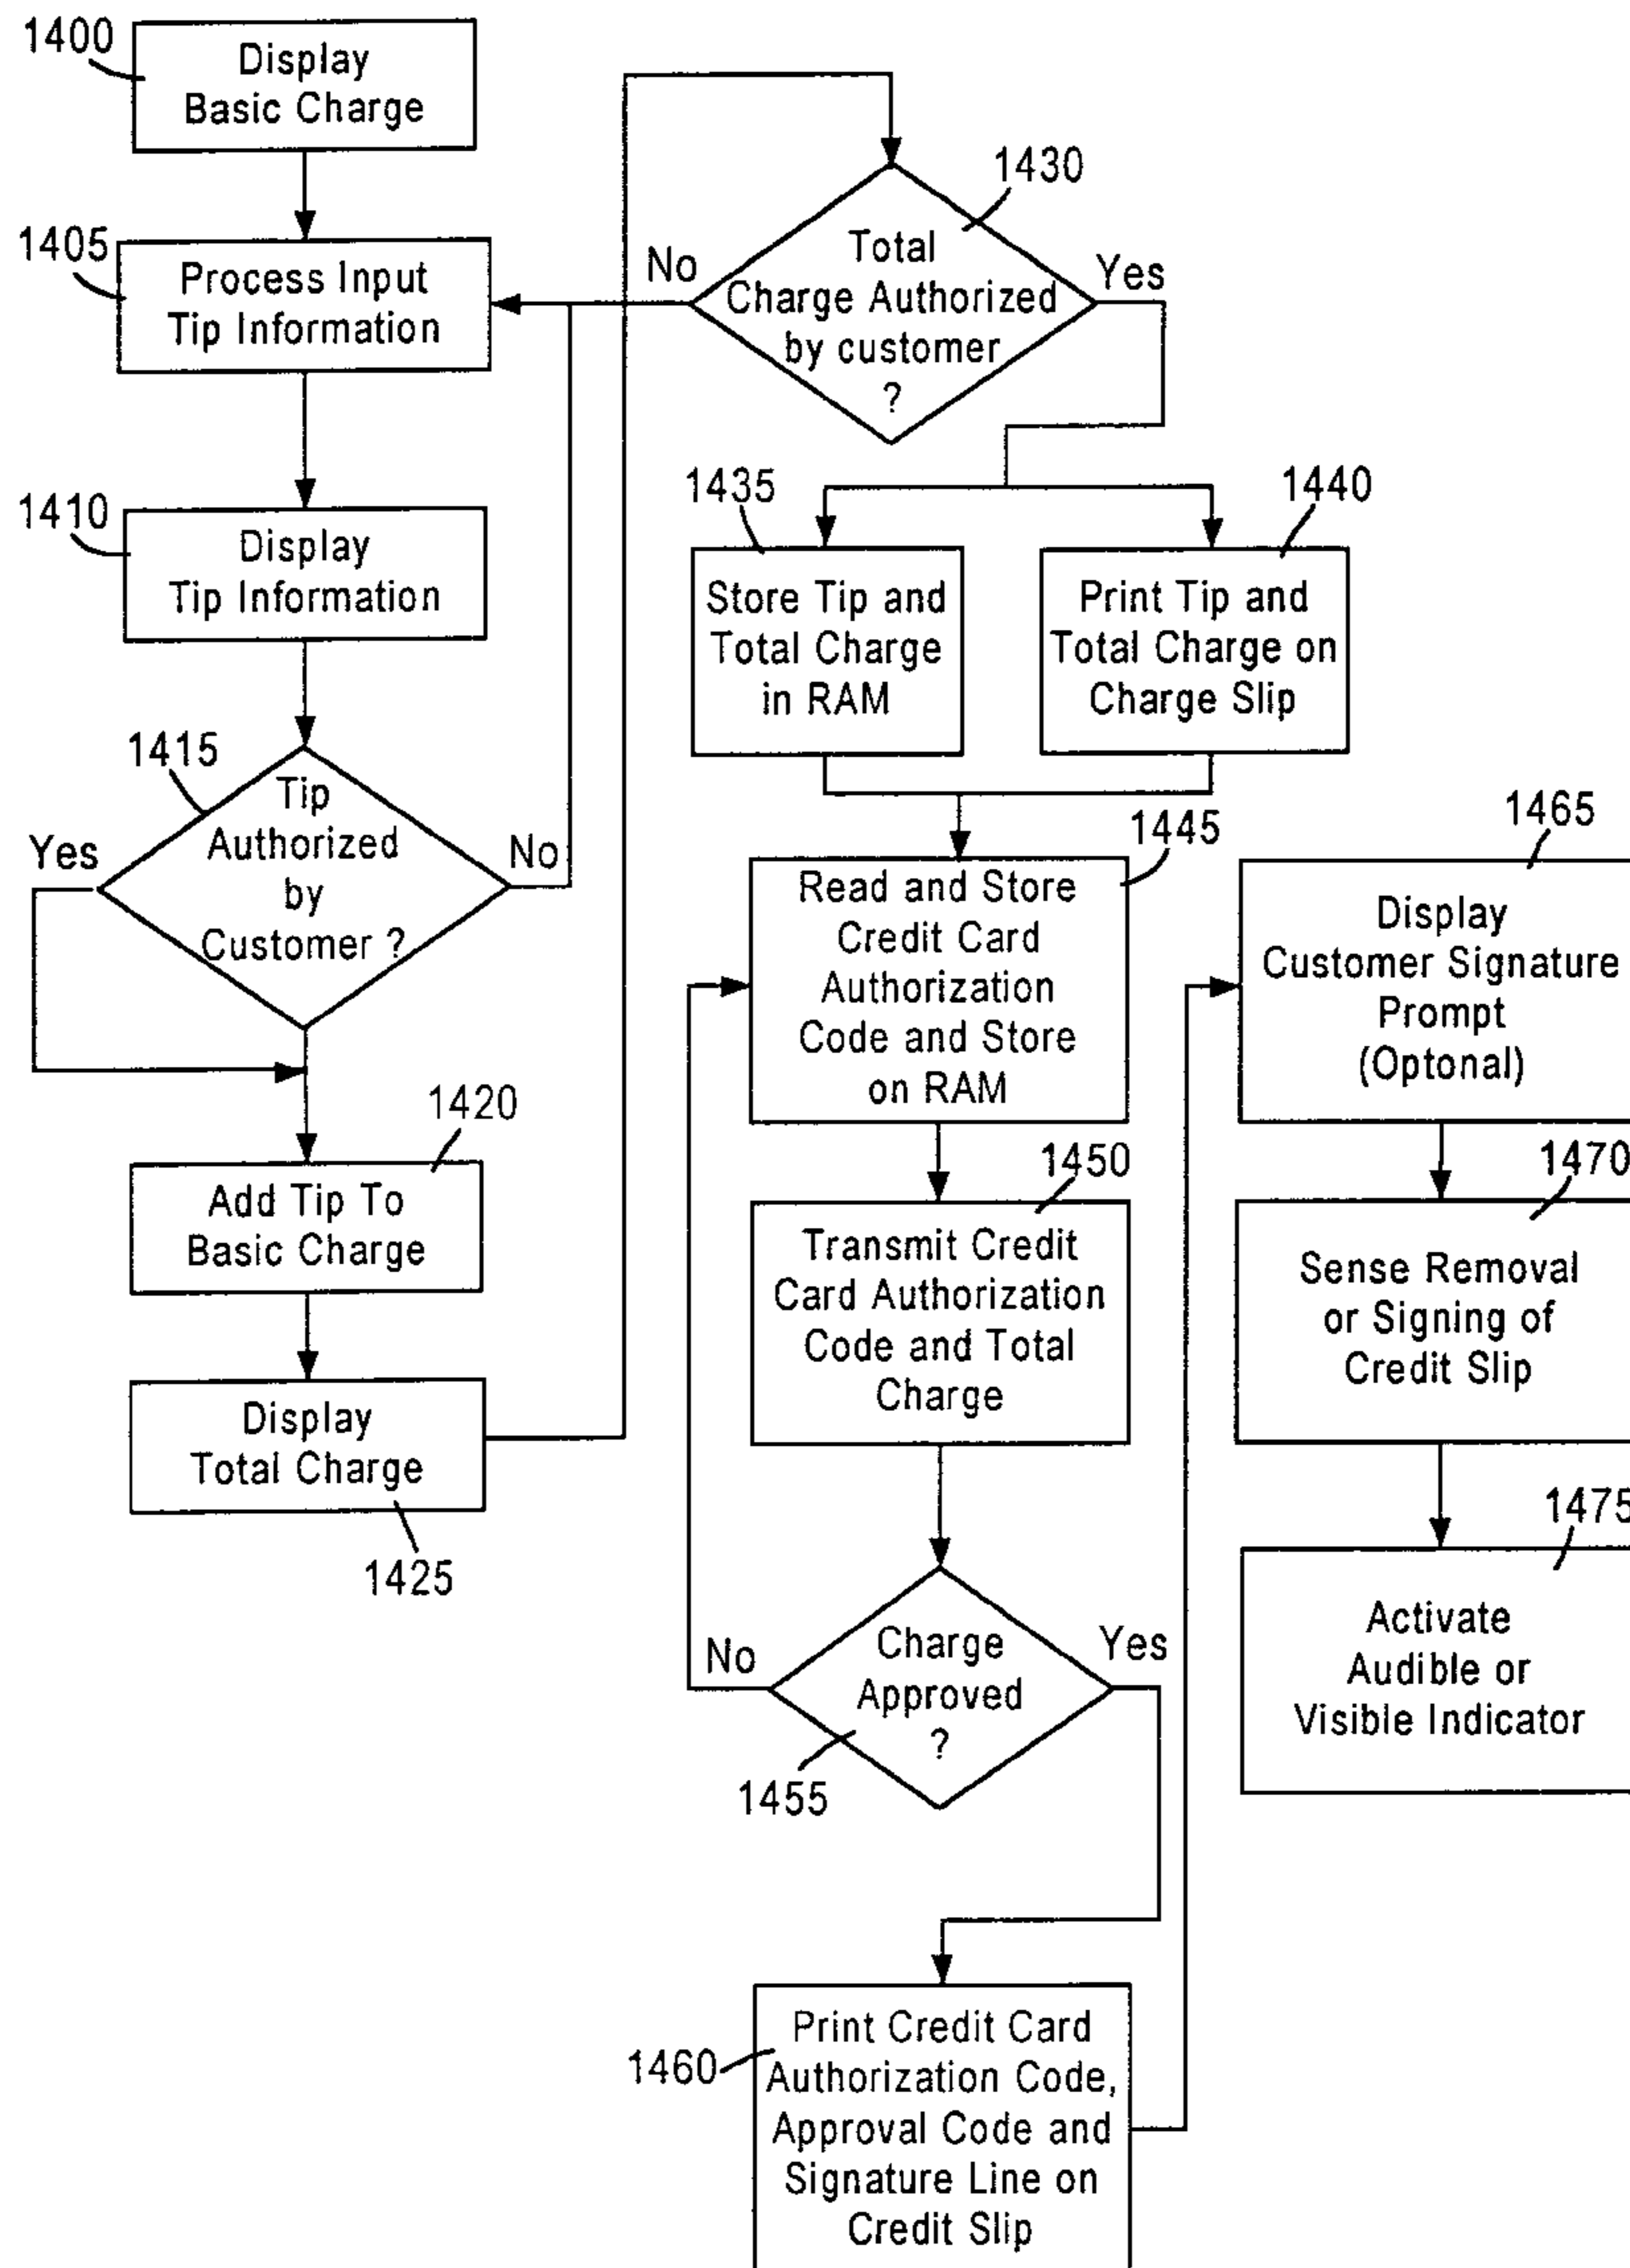 1400
Display
Basic Charge
1405
Process Input
Tip Information
1410
Display
Tip Information
1415
Tip
Authorized
by
Customer ?
Yes
No
1420
Add Tip To
Basic Charge
Display
Total Charge
1425
1430
Total
Charge Authorized
by customer
?
No
Yes
1435
Store Tip and
Total Charge
in RAM
1440
Print Tip and
Total Charge on
Charge Slip
1445
Read and Store
Credit Card
Authorization
Code and Store
on RAM
1450
Transmit Credit
Card Authorization
Code and Total
Charge
Charge
Approved
?
No
Yes
1455
1460
Print Credit Card
Authorization Code,
Approval Code and
Signature Line on
Credit Slip
1465
Display
Customer Signature
Prompt
(Optonal)
1470
Sense Removal
or Signing of
Credit Slip
1475
Activate
Audible or
Visible Indicator